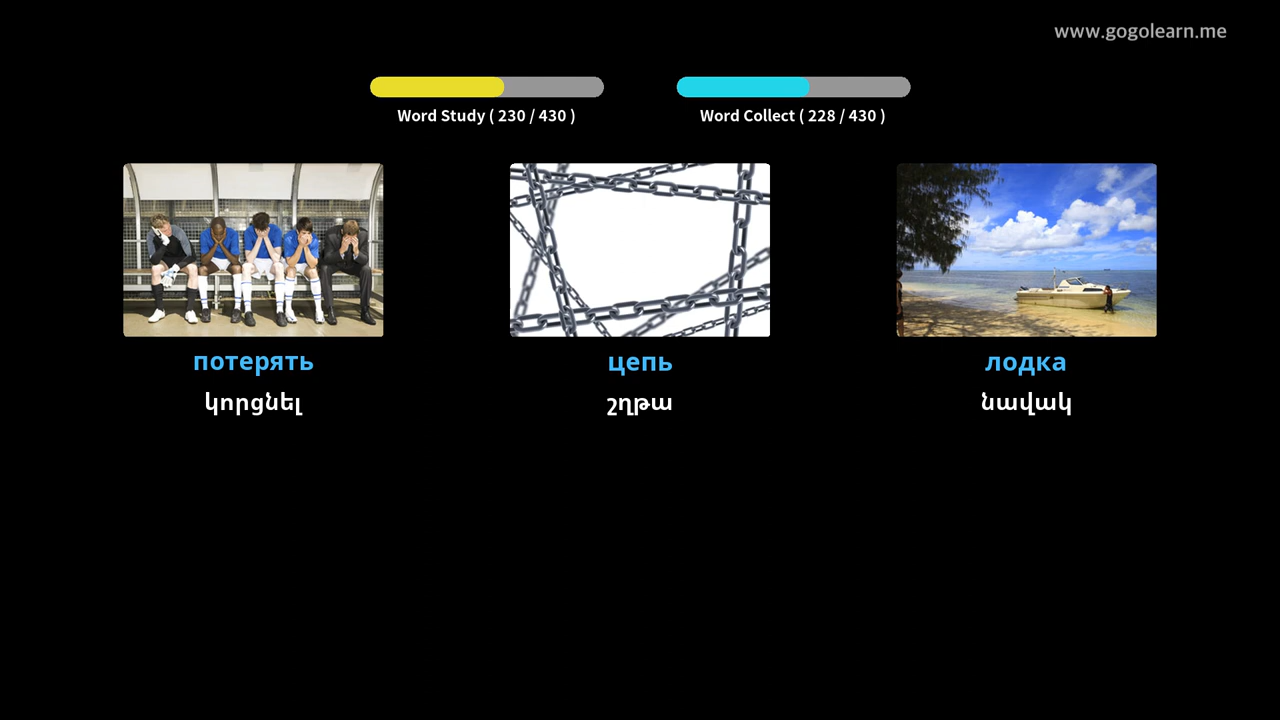 www.gogolearn.me
Word Study ( 230 / 430 )
Word Collect ( 228 / 430 )
потерять
цепь
лодка
կորցնել
շղթա
նավակ